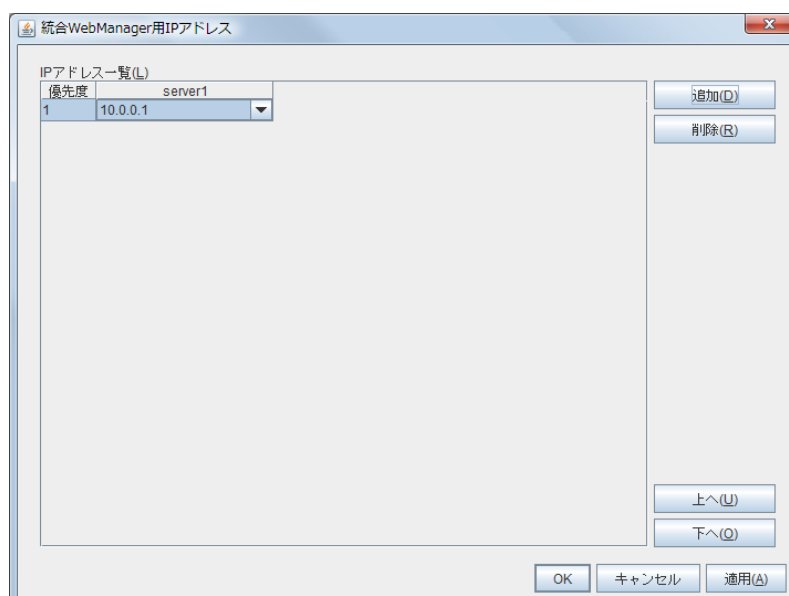 統合WebManager用IPアドレス
IPアドレス一覧(L)
優先度 server1
1 10.0.0.1
追加(D)
削除(R)
上へ(U)
下へ(O)
OK キャンセル 適用(A)